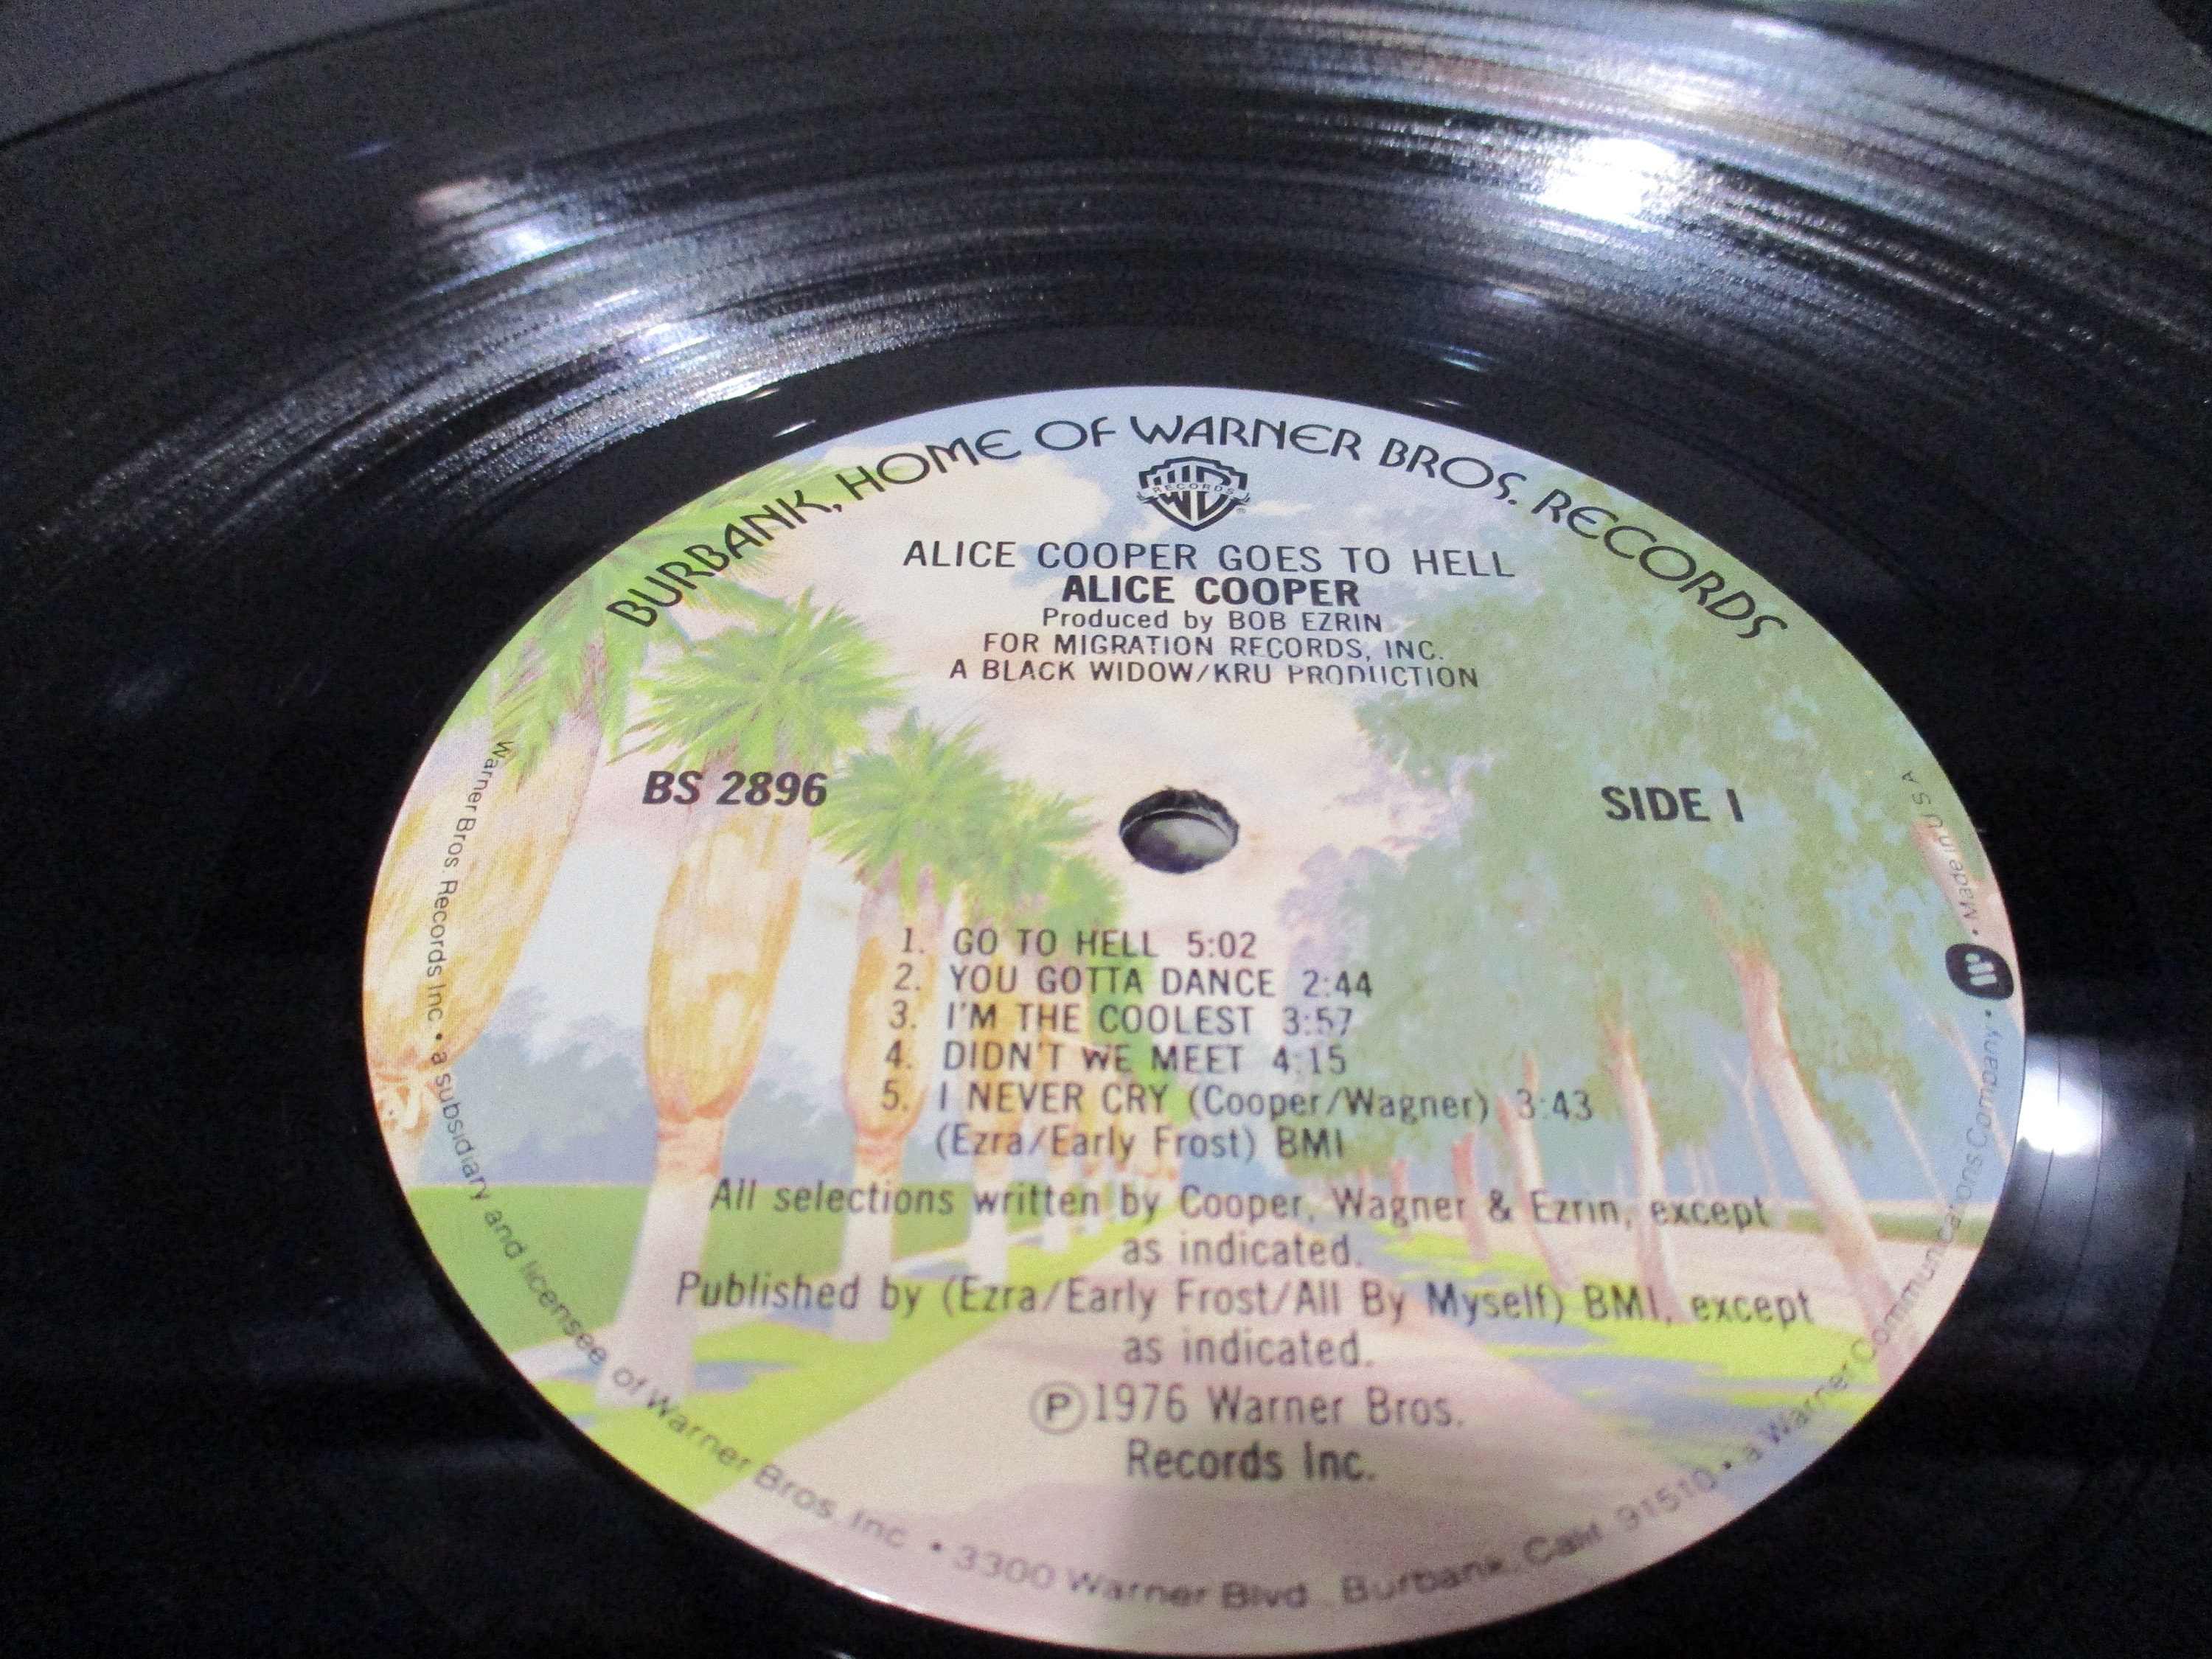 BURBANK, HOME OF WARNER BROS. RECORDS
RECORDS
ALICE COOPER GOES TO HELL
ALICE COOPER
Produced by BOB EZRIN
FOR MIGRATION RECORDS, INC.
A BLACK WIDOW/KRU PRODUCTION
BS 2896
SIDE 1
1. GO TO HELL 5:02
2. YOU GOTTA DANCE 2:44
3. I'M THE COOLEST 3:57
4. DIDN'T WE MEET 4:15
5. I NEVER CRY (Cooper/Wagner) 3:43
(Ezra/Early Frost) BMI
All selections written by Cooper, Wagner & Ezrin, except
as indicated.
Published by (Ezra/Early Frost/All By Myself) BMI, except
as indicated.
Ⓟ1976 Warner Bros.
Records Inc.
Warner Bros. Records Inc. • a subsidiary and licensee of Warner Bros. Inc. • 3300 Warner Blvd., Burbank, Calif. 91510 • a Warner Communications Company • W • Made in U.S.A.